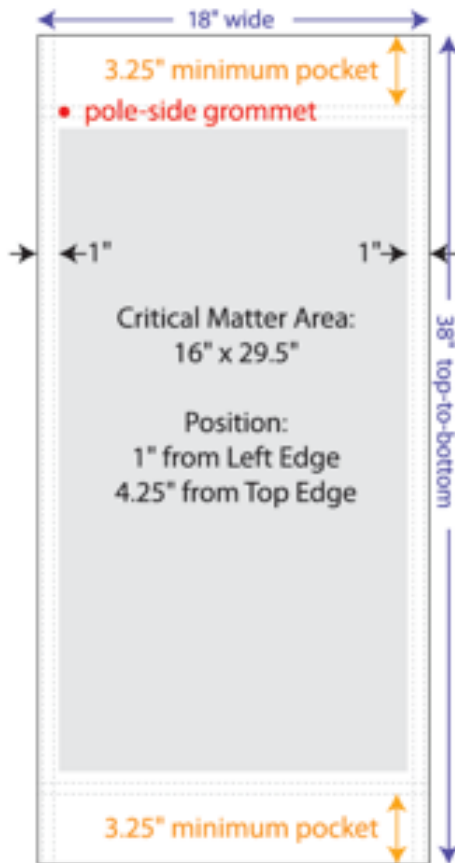 18" wide
3.25" minimum pocket
pole-side grommet
1"
1"
Critical Matter Area:
16" x 29.5"
Position:
1" from Left Edge
4.25" from Top Edge
38" top-to-bottom
3.25" minimum pocket